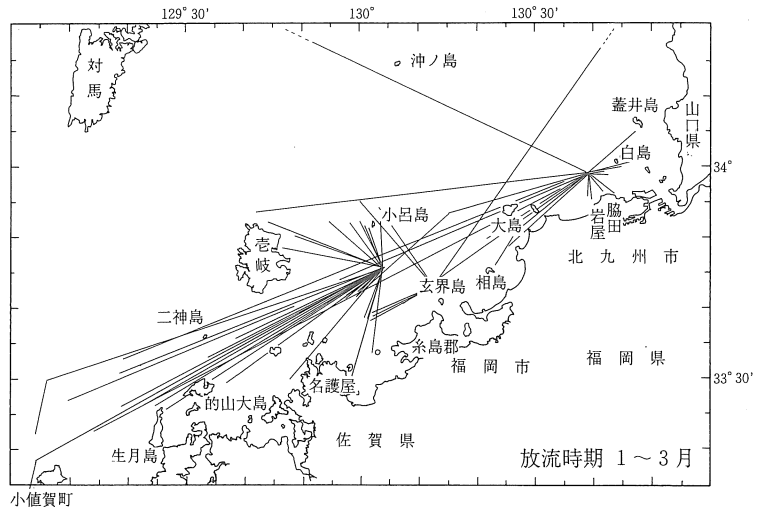 129°30′
130°
130°30′
対馬
沖ノ島
蓋井島
山口県
白島
34°
小呂島
大島
岩屋
脇田
壱岐
北九州市
玄界島
相島
二神島
糸島郡
福岡市
福岡県
33°30′
名護屋
的山大島
佐賀県
生月島
放流時期 1～3月
小値賀町